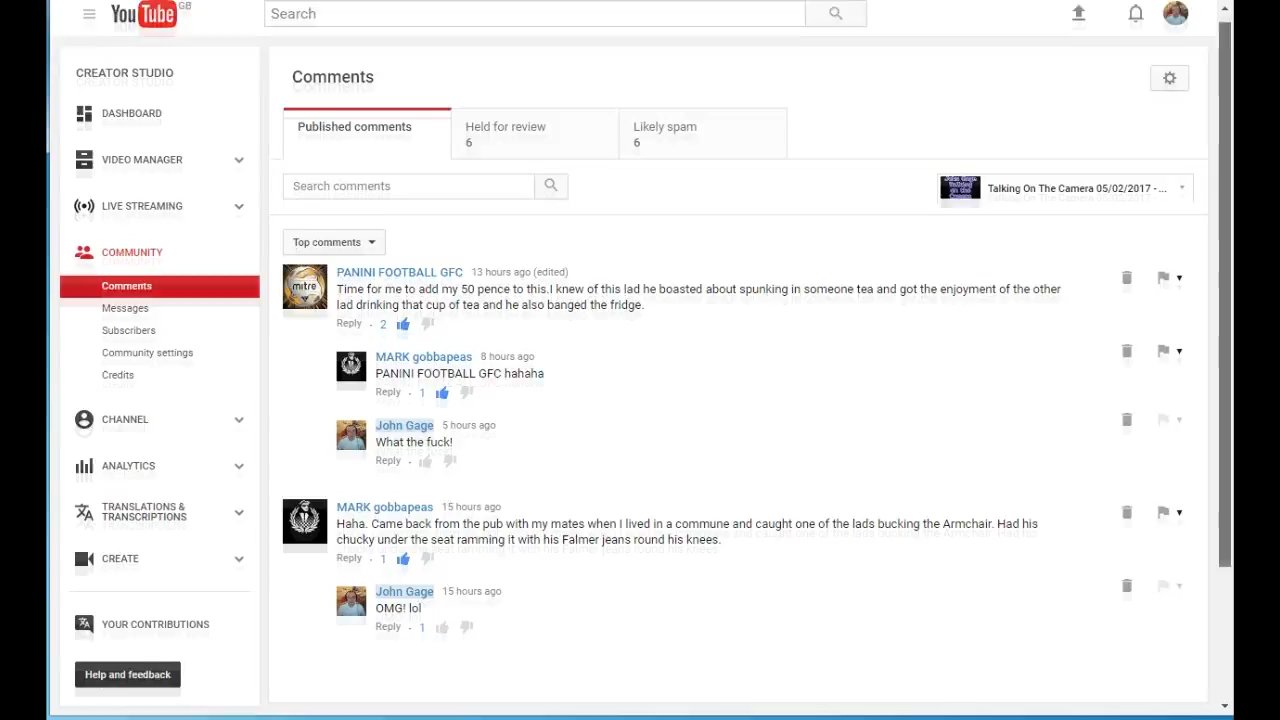 YouTube GB
Search
CREATOR STUDIO
DASHBOARD
VIDEO MANAGER
LIVE STREAMING
COMMUNITY
Comments
Messages
Subscribers
Community settings
Credits
CHANNEL
ANALYTICS
TRANSLATIONS &
TRANSCRIPTIONS
CREATE
YOUR CONTRIBUTIONS
Help and feedback
Comments
Published comments
Held for review
6
Likely spam
6
Search comments
Talking On The Camera 05/02/2017 - ...
Top comments
mitre
PANINI FOOTBALL GFC 13 hours ago (edited)
Time for me to add my 50 pence to this.I knew of this lad he boasted about spunking in someone tea and got the enjoyment of the other
lad drinking that cup of tea and he also banged the fridge.
Reply · 2
MARK gobbapeas 8 hours ago
PANINI FOOTBALL GFC hahaha
Reply · 1
John Gage 5 hours ago
What the fuck!
Reply ·
MARK gobbapeas 15 hours ago
Haha. Came back from the pub with my mates when I lived in a commune and caught one of the lads bucking the Armchair. Had his
chucky under the seat ramming it with his Falmer jeans round his knees.
Reply · 1
John Gage 15 hours ago
OMG! lol
Reply · 1